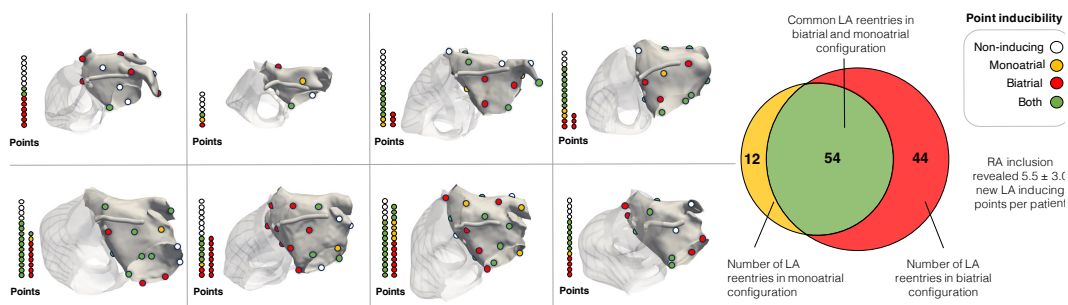 Points
Points
Points
Points
Points
Points
Points
Points
Common LA reentries in
biatrial and monoatrial
configuration
12
54
44
Number of LA
reentries in monoatrial
configuration
Number of LA
reentries in biatrial
configuration
Point inducibility
Non-inducing
Monoatrial
Biatrial
Both
RA inclusion
revealed 5.5 ± 3.0
new LA inducing
points per patient